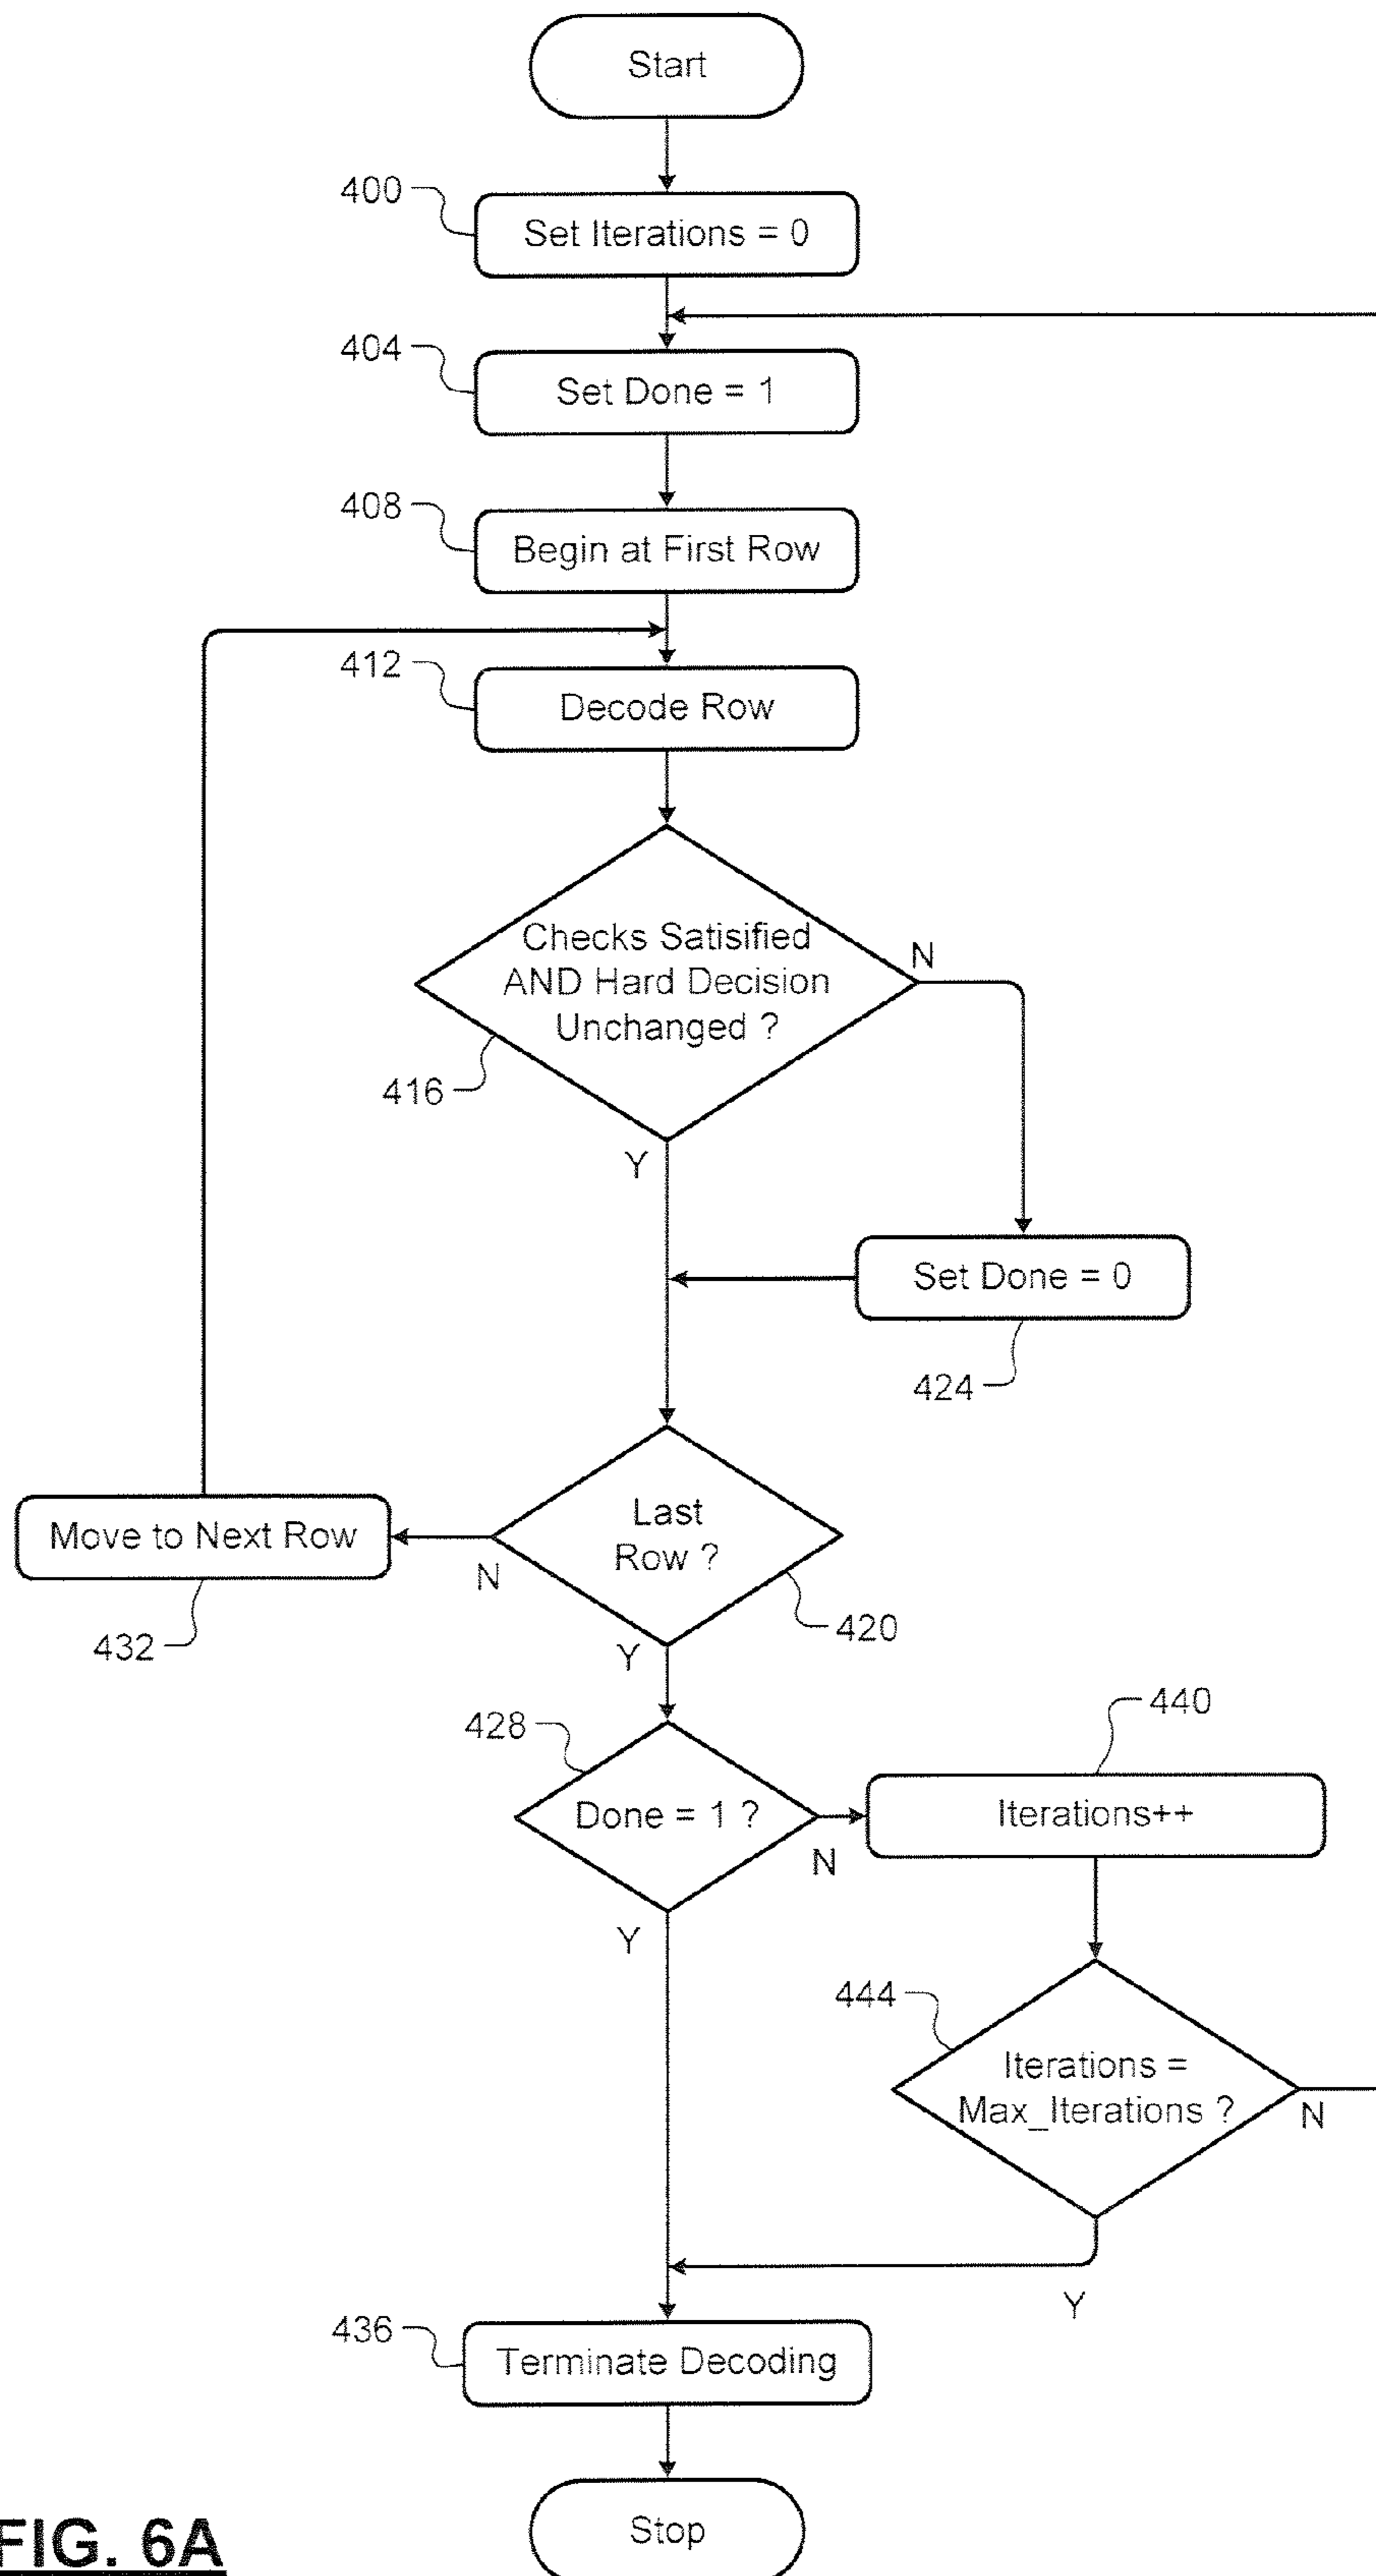 Start
400
Set Iterations = 0
404
Set Done = 1
408
Begin at First Row
412
Decode Row
Checks Satisified
AND Hard Decision
Unchanged ?
N
416
Y
Set Done = 0
424
Last
Row ?
Move to Next Row
N
432
420
Y
440
428
Done = 1 ?
Iterations++
N
Y
444
Iterations =
Max_Iterations ?
N
Y
436
Terminate Decoding
Stop
FIG. 6A